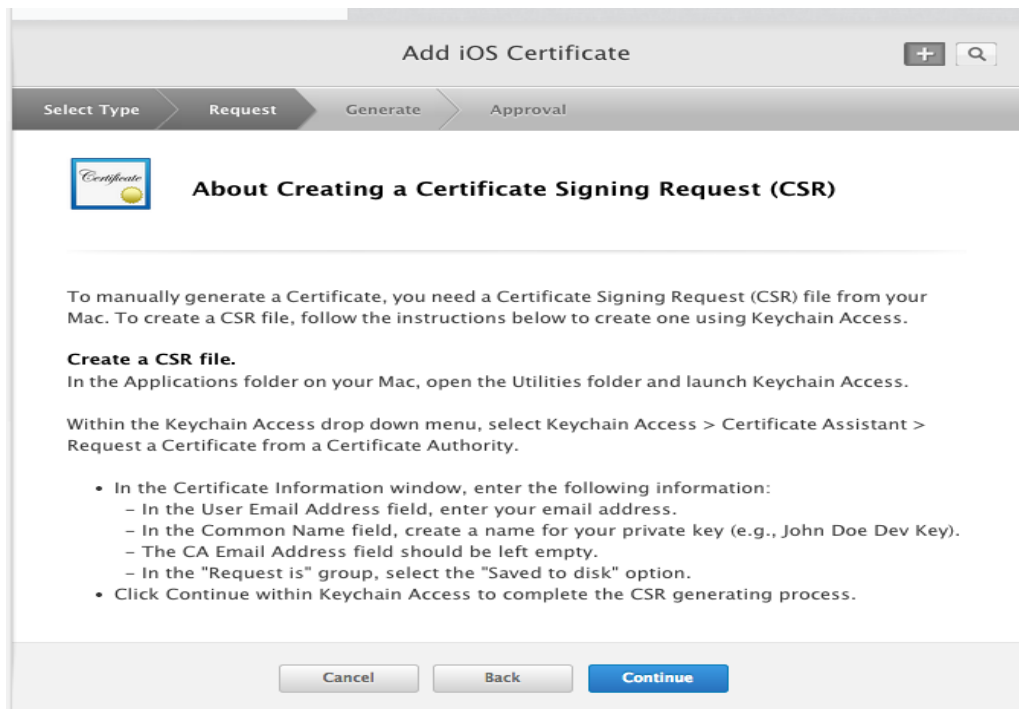 Add iOS Certificate
Select Type
Request
Generate
Approval
Certificate
About Creating a Certificate Signing Request (CSR)
To manually generate a Certificate, you need a Certificate Signing Request (CSR) file from your
Mac. To create a CSR file, follow the instructions below to create one using Keychain Access.
Create a CSR file.
In the Applications folder on your Mac, open the Utilities folder and launch Keychain Access.
Within the Keychain Access drop down menu, select Keychain Access > Certificate Assistant >
Request a Certificate from a Certificate Authority.
• In the Certificate Information window, enter the following information:
– In the User Email Address field, enter your email address.
– In the Common Name field, create a name for your private key (e.g., John Doe Dev Key).
– The CA Email Address field should be left empty.
– In the "Request is" group, select the "Saved to disk" option.
• Click Continue within Keychain Access to complete the CSR generating process.
Cancel
Back
Continue